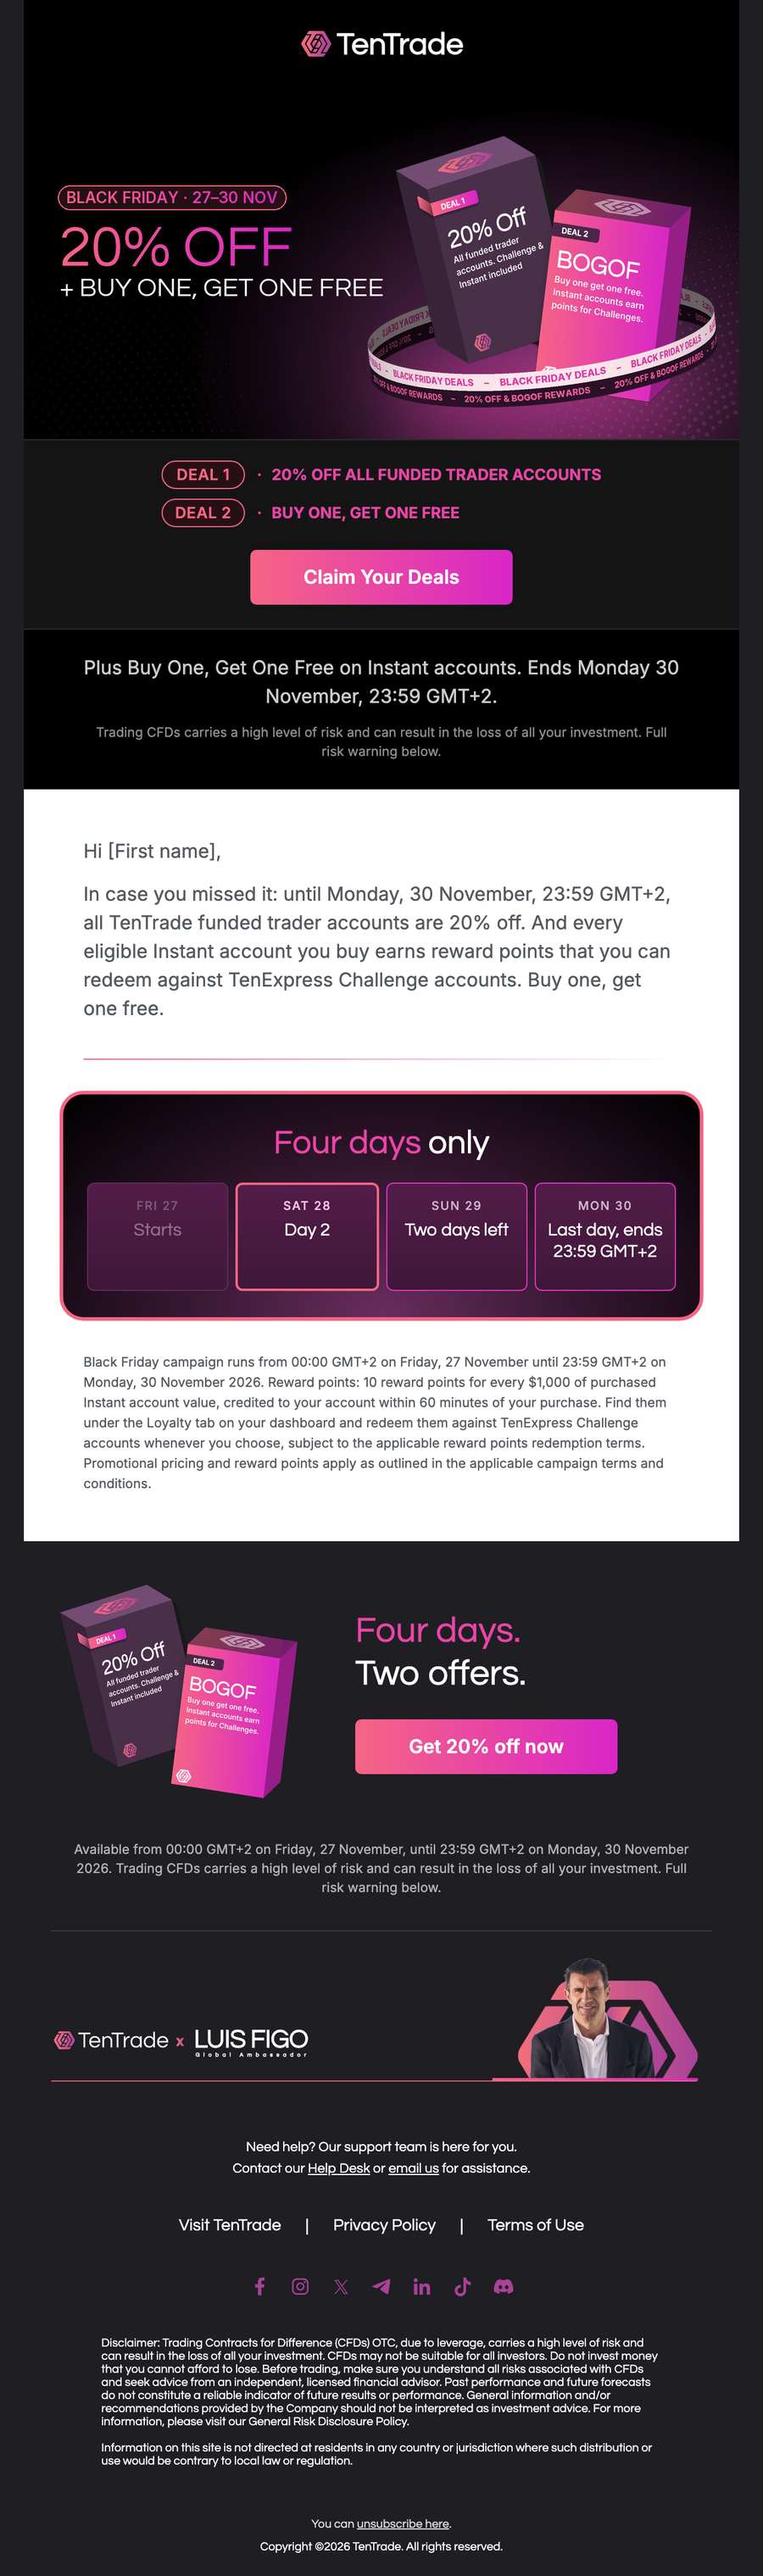 TenTrade
BLACK FRIDAY · 27–30 NOV
20% OFF
+ BUY ONE, GET ONE FREE
DEAL 1
20% Off
All funded trader
accounts. Challenge &
Instant included
DEAL 2
BOGOF
Buy one get one free.
Instant accounts earn
points for Challenges.
BLACK FRIDAY DEALS – BLACK FRIDAY DEALS – BLACK FRIDAY DEALS
BOGOF REWARDS – 20% OFF & BOGOF REWARDS – 20% OFF & BOGOF REWARDS
DEAL 1 · 20% OFF ALL FUNDED TRADER ACCOUNTS
DEAL 2 · BUY ONE, GET ONE FREE
Claim Your Deals
Plus Buy One, Get One Free on Instant accounts. Ends Monday 30
November, 23:59 GMT+2.
Trading CFDs carries a high level of risk and can result in the loss of all your investment. Full
risk warning below.
Hi [First name],
In case you missed it: until Monday, 30 November, 23:59 GMT+2,
all TenTrade funded trader accounts are 20% off. And every
eligible Instant account you buy earns reward points that you can
redeem against TenExpress Challenge accounts. Buy one, get
one free.
Four days only
FRI 27
Starts
SAT 28
Day 2
SUN 29
Two days left
MON 30
Last day, ends
23:59 GMT+2
Black Friday campaign runs from 00:00 GMT+2 on Friday, 27 November until 23:59 GMT+2 on
Monday, 30 November 2026. Reward points: 10 reward points for every $1,000 of purchased
Instant account value, credited to your account within 60 minutes of your purchase. Find them
under the Loyalty tab on your dashboard and redeem them against TenExpress Challenge
accounts whenever you choose, subject to the applicable reward points redemption terms.
Promotional pricing and reward points apply as outlined in the applicable campaign terms and
conditions.
DEAL 1
20% Off
All funded trader
accounts. Challenge &
Instant included
DEAL 2
BOGOF
Buy one get one free.
Instant accounts earn
points for Challenges.
Four days.
Two offers.
Get 20% off now
Available from 00:00 GMT+2 on Friday, 27 November, until 23:59 GMT+2 on Monday, 30 November
2026. Trading CFDs carries a high level of risk and can result in the loss of all your investment. Full
risk warning below.
TenTrade x LUIS FIGO
Global Ambassador
Need help? Our support team is here for you.
Contact our Help Desk or email us for assistance.
Visit TenTrade | Privacy Policy | Terms of Use
Disclaimer: Trading Contracts for Difference (CFDs) OTC, due to leverage, carries a high level of risk and
can result in the loss of all your investment. CFDs may not be suitable for all investors. Do not invest money
that you cannot afford to lose. Before trading, make sure you understand all risks associated with CFDs
and seek advice from an independent, licensed financial advisor. Past performance and future forecasts
do not constitute a reliable indicator of future results or performance. General information and/or
recommendations provided by the Company should not be interpreted as investment advice. For more
information, please visit our General Risk Disclosure Policy.
Information on this site is not directed at residents in any country or jurisdiction where such distribution or
use would be contrary to local law or regulation.
You can unsubscribe here.
Copyright ©2026 TenTrade. All rights reserved.